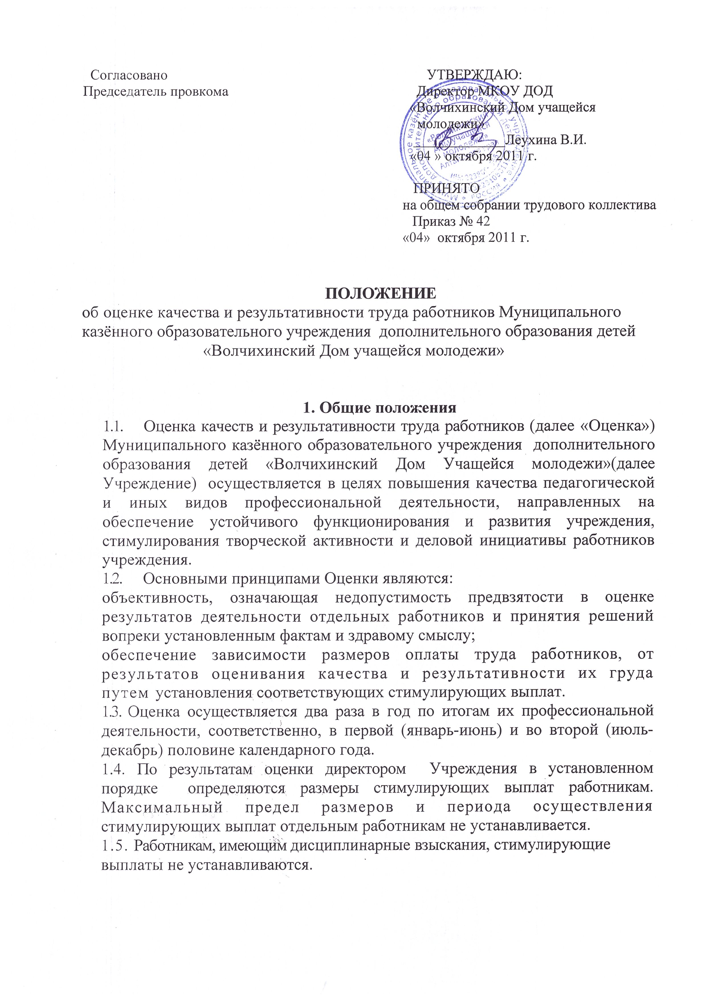 Согласовано
Председатель провкома
УТВЕРЖДАЮ:
Директор МКОУ ДОД
«Волчихинский Дом учащейся
молодежи»
Леухина В.И.
«04 » октября 2011 г.
ПРИНЯТО
на общем собрании трудового коллектива
Приказ № 42
«04» октября 2011 г.
«Волчихинский
Дом учащейся
молодежи»
РОССИЯ
ПОЛОЖЕНИЕ
об оценке качества и результативности труда работников Муниципального
казённого образовательного учреждения дополнительного образования детей
«Волчихинский Дом учащейся молодежи»
1. Общие положения
1.1. Оценка качеств и результативности труда работников (далее «Оценка»)
Муниципального казённого образовательного учреждения дополнительного
образования детей «Волчихинский Дом Учащейся молодежи»(далее
Учреждение) осуществляется в целях повышения качества педагогической
и иных видов профессиональной деятельности, направленных на
обеспечение устойчивого функционирования и развития учреждения,
стимулирования творческой активности и деловой инициативы работников
учреждения.
1.2. Основными принципами Оценки являются:
объективность, означающая недопустимость предвзятости в оценке
результатов деятельности отдельных работников и принятия решений
вопреки установленным фактам и здравому смыслу;
обеспечение зависимости размеров оплаты труда работников, от
результатов оценивания качества и результативности их груда
путем установления соответствующих стимулирующих выплат.
1.3. Оценка осуществляется два раза в год по итогам их профессиональной
деятельности, соответственно, в первой (январь-июнь) и во второй (июль-
декабрь) половине календарного года.
1.4. По результатам оценки директором Учреждения в установленном
порядке определяются размеры стимулирующих выплат работникам.
Максимальный предел размеров и периода осуществления
стимулирующих выплат отдельным работникам не устанавливается.
1.5. Работникам, имеющим дисциплинарные взыскания, стимулирующие
выплаты не устанавливаются.